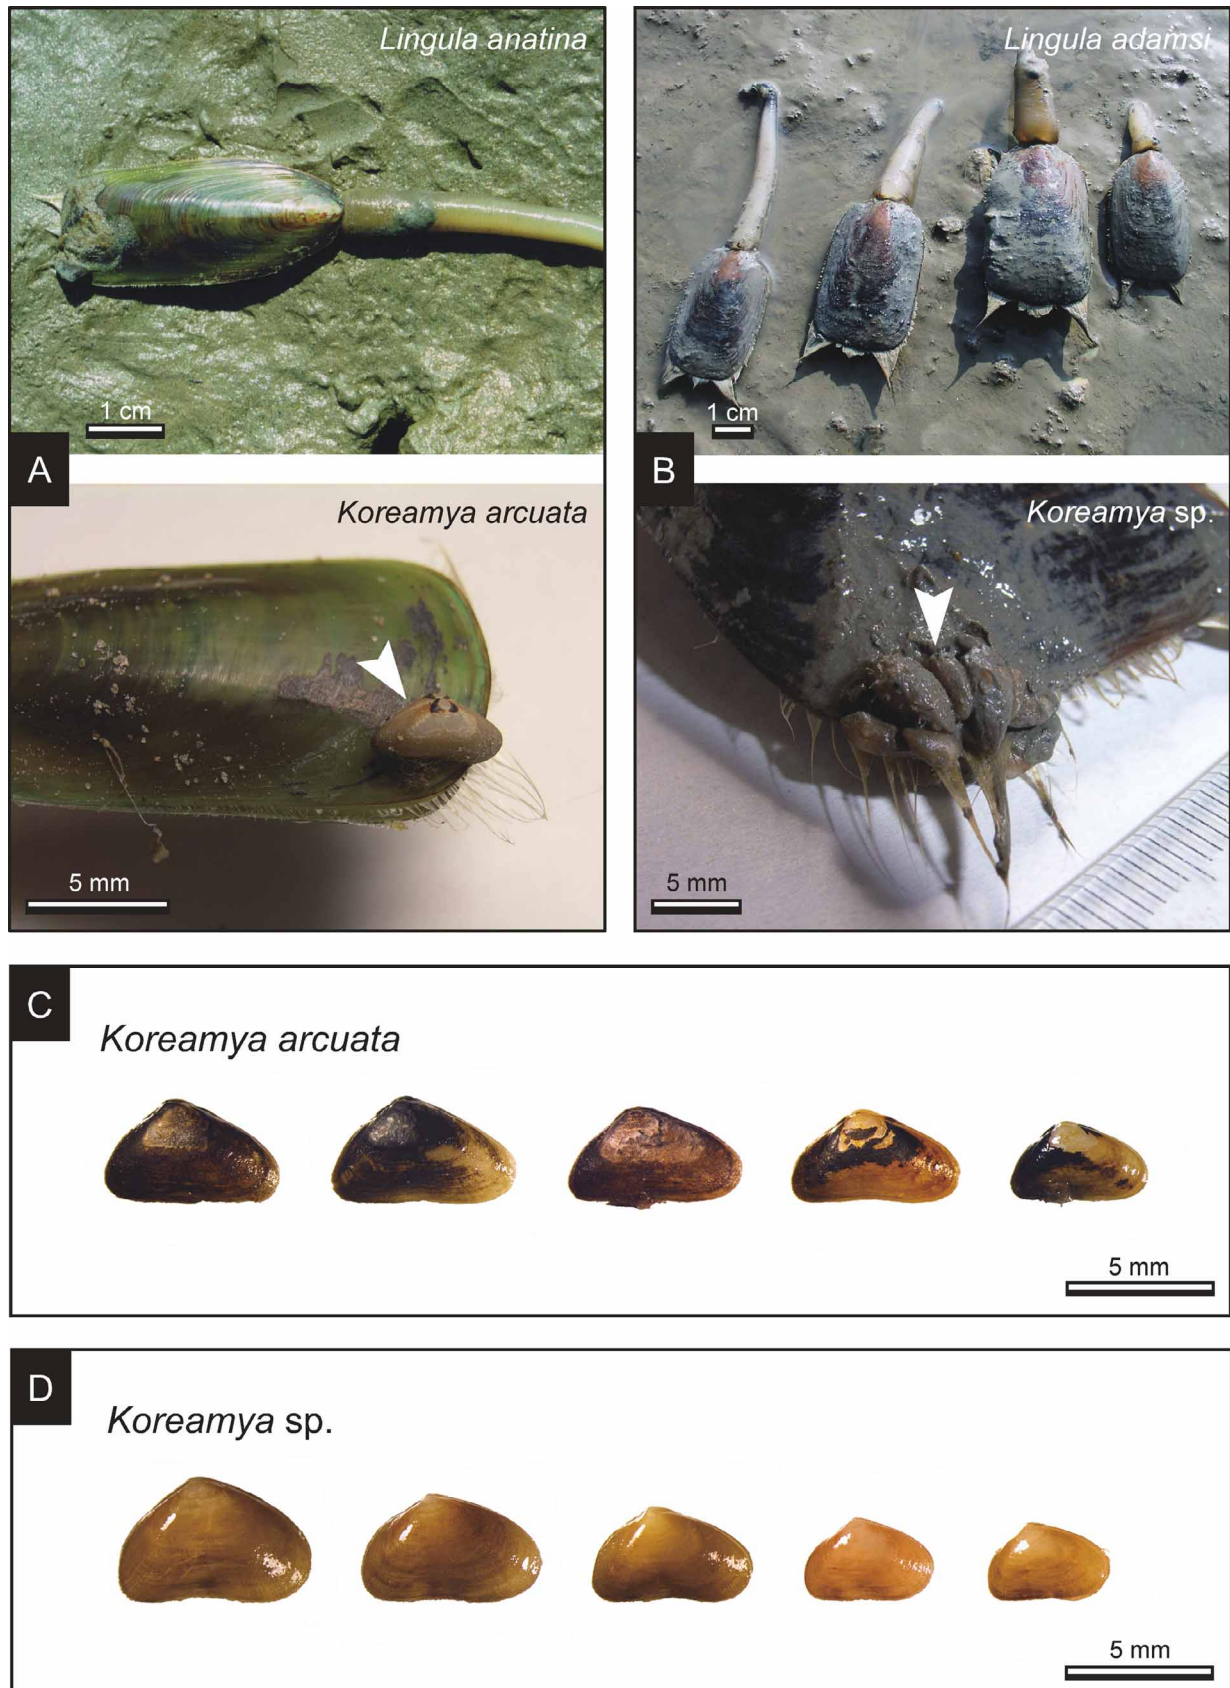 Lingula anatina
1 cm
A
Koreamya arcuata
5 mm
Lingula adamsi
1 cm
B
Koreamya sp.
5 mm
C
Koreamya arcuata
5 mm
D
Koreamya sp.
5 mm